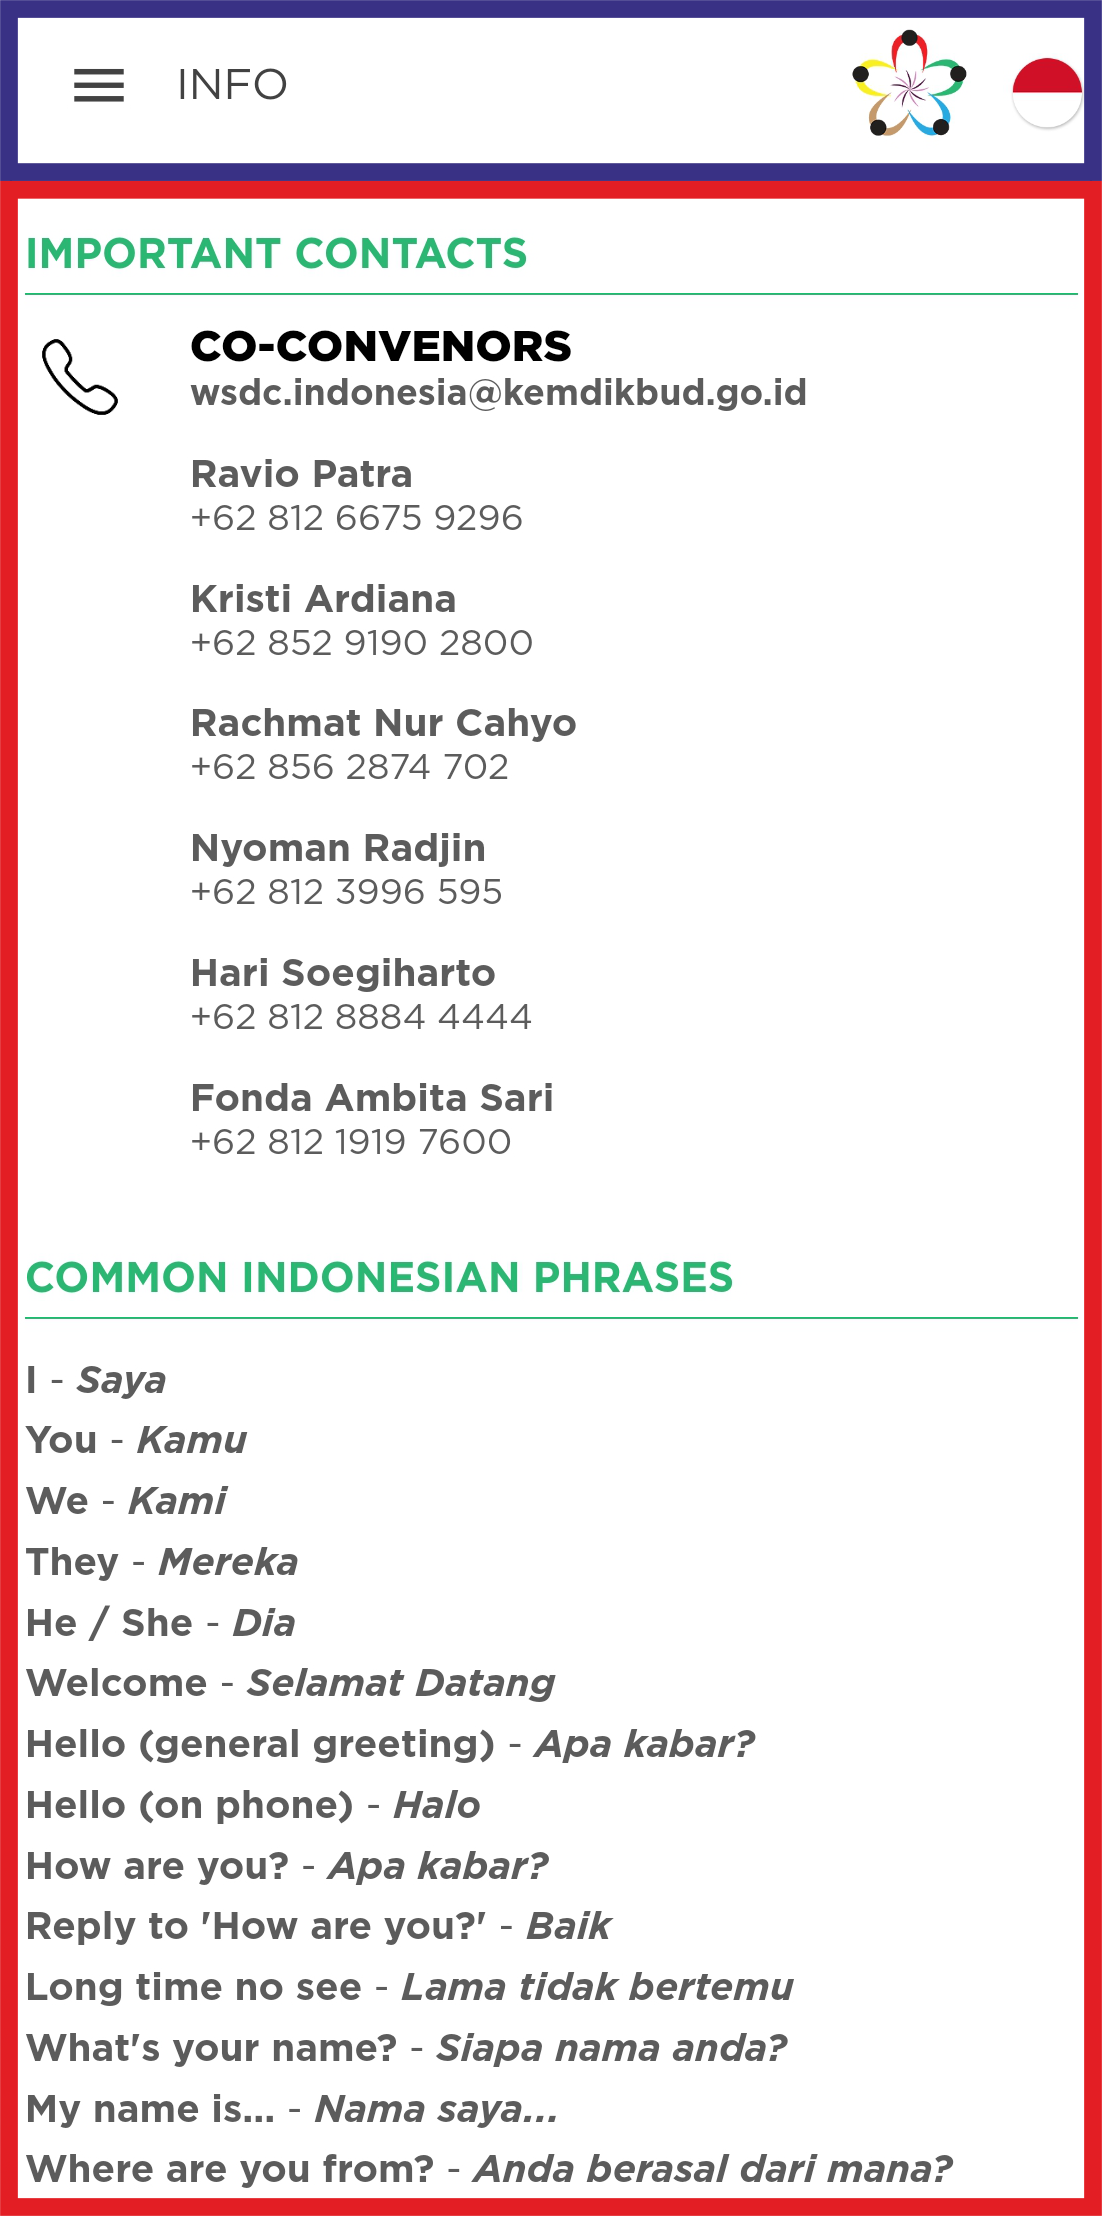 INFO
IMPORTANT CONTACTS
CO-CONVENORS
wsdc.indonesia@kemdikbud.go.id
Ravio Patra
+62 812 6675 9296
Kristi Ardiana
+62 852 9190 2800
Rachmat Nur Cahyo
+62 856 2874 702
Nyoman Radjin
+62 812 3996 595
Hari Soegiharto
+62 812 8884 4444
Fonda Ambita Sari
+62 812 1919 7600
COMMON INDONESIAN PHRASES
I - Saya
You - Kamu
We - Kami
They - Mereka
He / She - Dia
Welcome - Selamat Datang
Hello (general greeting) - Apa kabar?
Hello (on phone) - Halo
How are you? - Apa kabar?
Reply to 'How are you?' - Baik
Long time no see - Lama tidak bertemu
What's your name? - Siapa nama anda?
My name is... - Nama saya...
Where are you from? - Anda berasal dari mana?